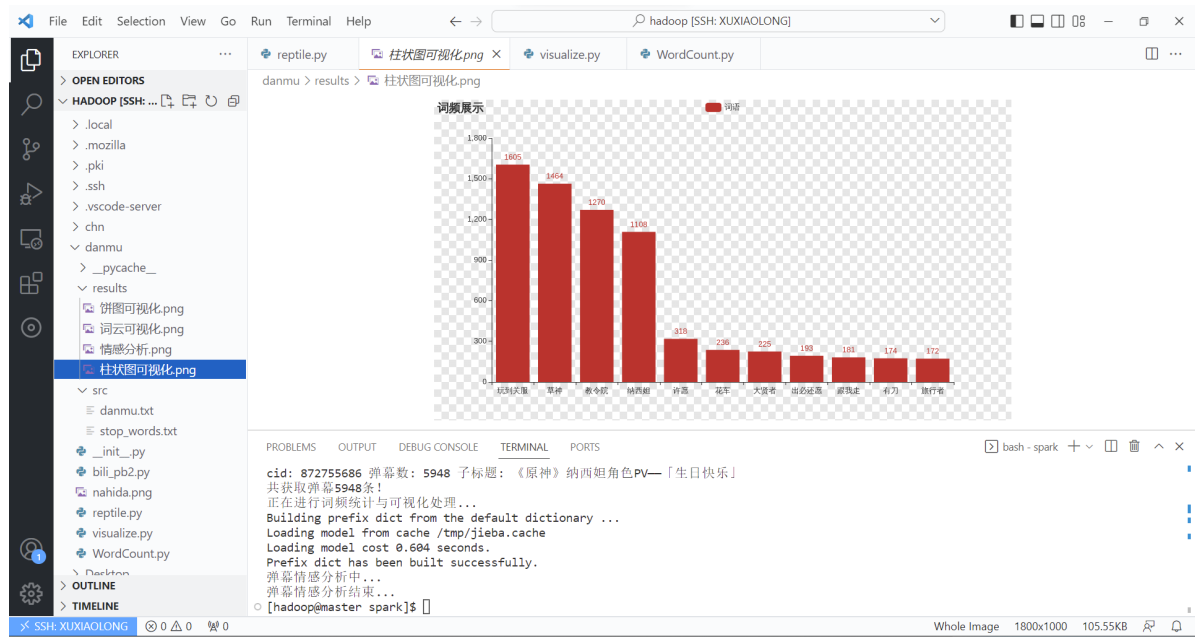 File Edit Selection View Go Run Terminal Help
hadoop [SSH: XUXIAOLONG]
EXPLORER
reptile.py
柱状图可视化.png
visualize.py
WordCount.py
OPEN EDITORS
danmu > results > 柱状图可视化.png
HADOOP [SSH: ...
.local
.mozilla
.pki
.ssh
.vscode-server
chn
danmu
__pycache__
results
饼图可视化.png
词云可视化.png
情感分析.png
柱状图可视化.png
src
danmu.txt
stop_words.txt
__init__.py
bili_pb2.py
nahida.png
reptile.py
visualize.py
WordCount.py
Desktop
OUTLINE
TIMELINE
词频展示
词语
1,800
1,500
1,200
900
600
300
0
1605
1464
1270
1108
318
236
225
193
181
174
172
玩到关服 草神 教令院 纳西妲 许愿 花车 大贤者 出必还愿 跟我走 有刀 旅行者
PROBLEMS OUTPUT DEBUG CONSOLE TERMINAL PORTS
bash - spark
cid: 872755686 弹幕数: 5948 子标题: 《原神》纳西妲角色PV——「生日快乐」
共获取弹幕5948条!
正在进行词频统计与可视化处理...
Building prefix dict from the default dictionary ...
Loading model from cache /tmp/jieba.cache
Loading model cost 0.604 seconds.
Prefix dict has been built successfully.
弹幕情感分析中...
弹幕情感分析结束...
[hadoop@master spark]$
1
SSH: XUXIAOLONG 0 0 0
Whole Image 1800x1000 105.55KB